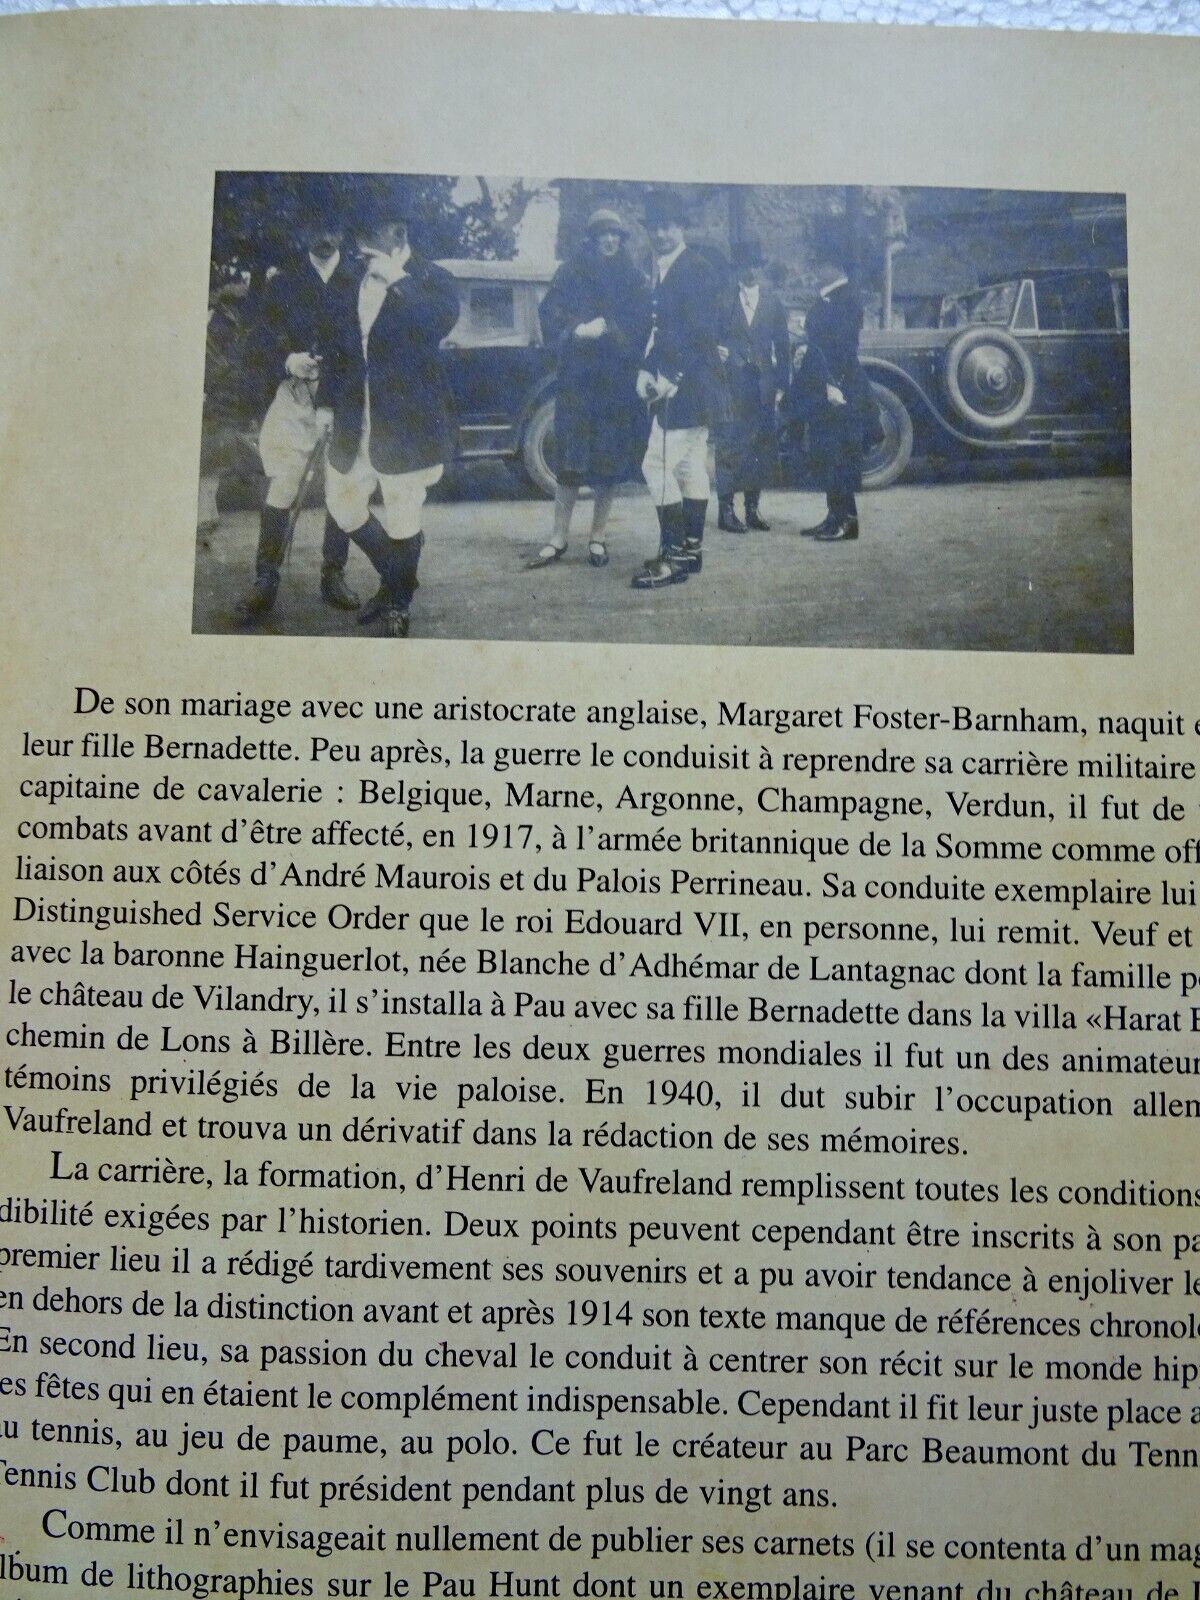 De son mariage avec une aristocrate anglaise, Margaret Foster-Barnham, naquit
leur fille Bernadette. Peu après, la guerre le conduisit à reprendre sa carrière militaire
capitaine de cavalerie : Belgique, Marne, Argonne, Champagne, Verdun, il fut de
combats avant d'être affecté, en 1917, à l'armée britannique de la Somme comme off
liaison aux côtés d'André Maurois et du Palois Perrineau. Sa conduite exemplaire lui
Distinguished Service Order que le roi Edouard VII, en personne, lui remit. Veuf et
avec la baronne Hainguerlot, née Blanche d'Adhémar de Lantagnac dont la famille
le château de Vilandry, il s'installa à Pau avec sa fille Bernadette dans la villa «Harat
chemin de Lons à Billère. Entre les deux guerres mondiales il fut un des animateur
témoins privilégiés de la vie paloise. En 1940, il dut subir l'occupation allem
Vaufreland et trouva un dérivatif dans la rédaction de ses mémoires.
La carrière, la formation, d'Henri de Vaufreland remplissent toutes les conditions
dibilité exigées par l'historien. Deux points peuvent cependant être inscrits à son pa
premier lieu il a rédigé tardivement ses souvenirs et a pu avoir tendance à enjoliver le
en dehors de la distinction avant et après 1914 son texte manque de références chronolo
En second lieu, sa passion du cheval le conduit à centrer son récit sur le monde hip
es fêtes qui en étaient le complément indispensable. Cependant il fit leur juste place a
au tennis, au jeu de paume, au polo. Ce fut le créateur au Parc Beaumont du Tenn
Tennis Club dont il fut président pendant plus de vingt ans.
Comme il n'envisageait nullement de publier ses carnets (il se contenta d'un mag
lbum de lithographies sur le Pau Hunt dont un exemplaire venant du château de